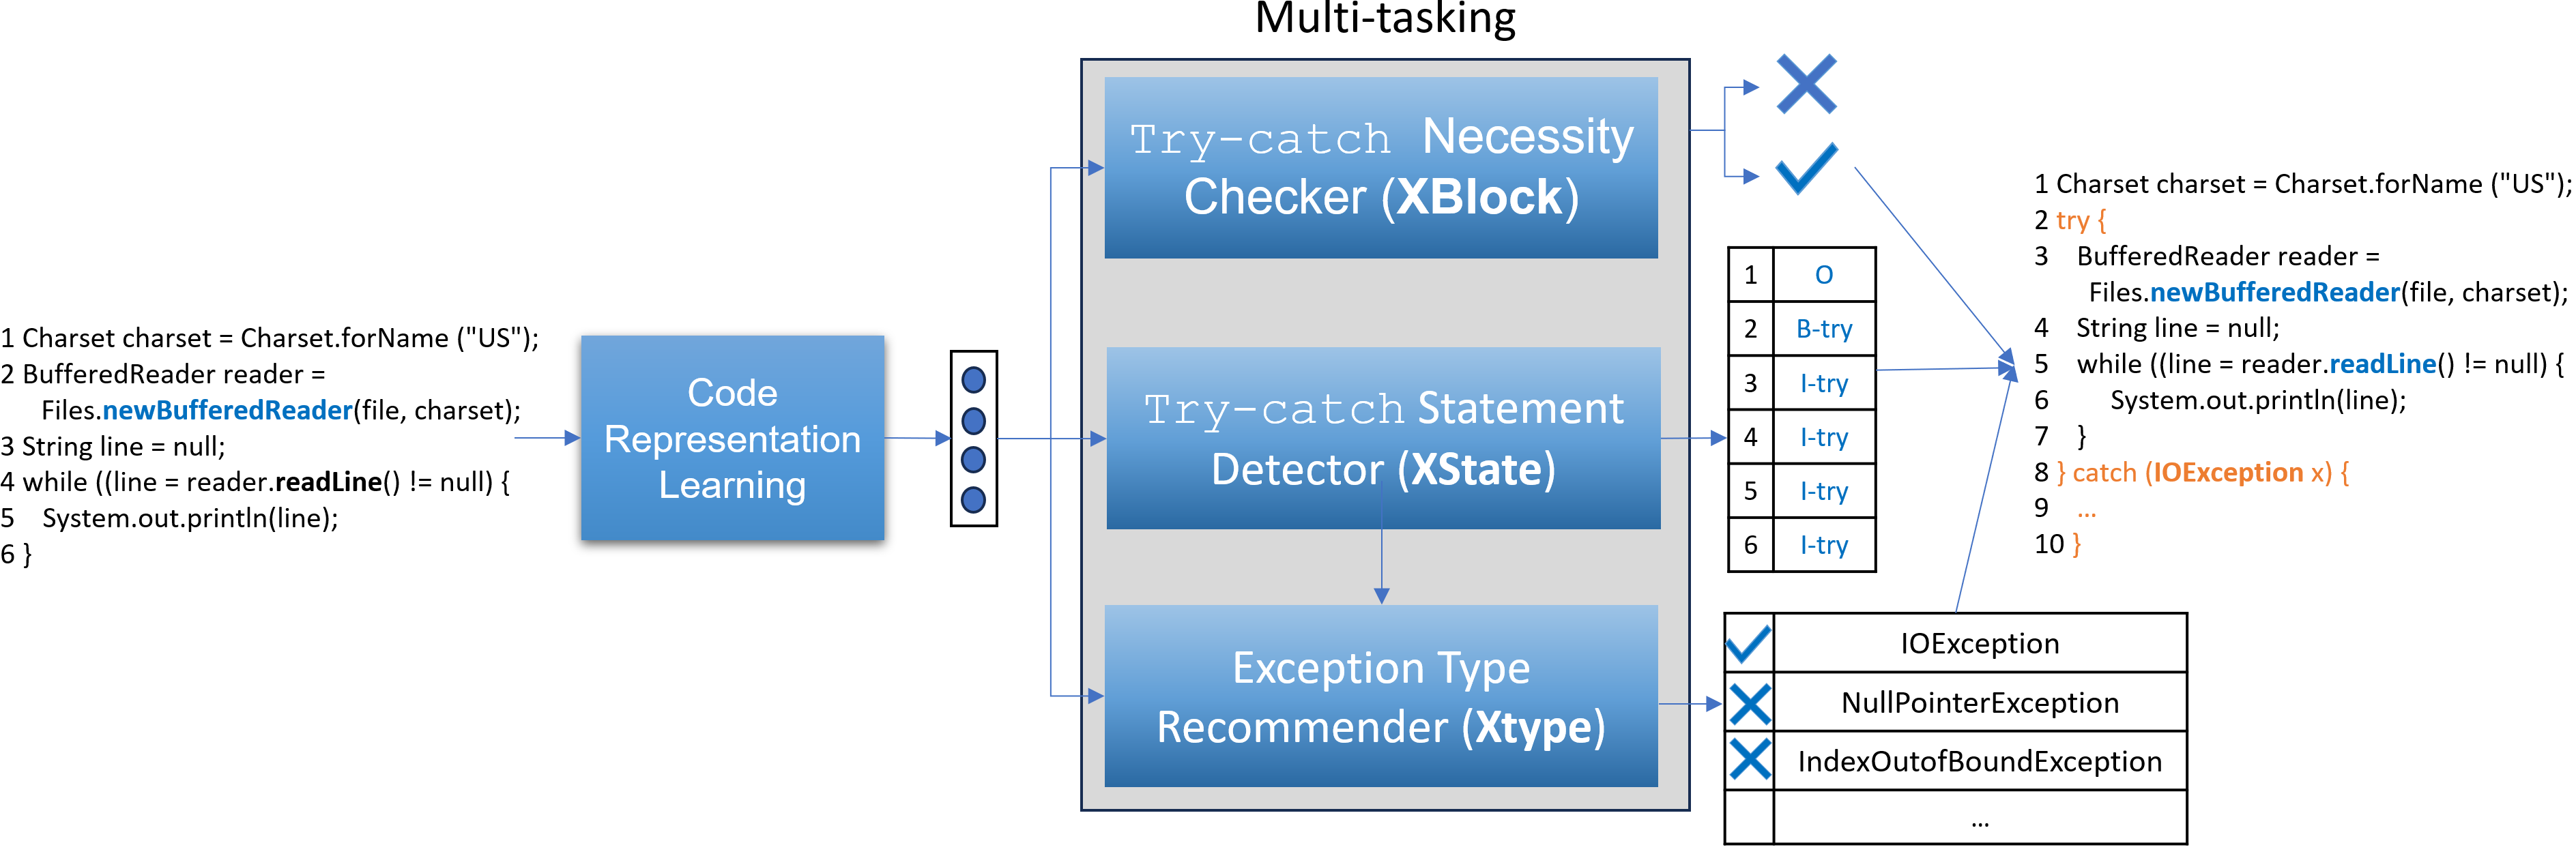 Multi-tasking
1 Charset charset = Charset.forName ("US");
2 BufferedReader reader =
Files.newBufferedReader(file, charset);
3 String line = null;
4 while ((line = reader.readLine() != null) {
5 System.out.println(line);
6 }
Code
Representation
Learning
Try-catch Necessity
Checker (XBlock)
Try-catch Statement
Detector (XState)
Exception Type
Recommender (Xtype)
1 O
2 B-try
3 I-try
4 I-try
5 I-try
6 I-try
IOException
NullPointerException
IndexOutofBoundException
...
1 Charset charset = Charset.forName ("US");
2 try {
3 BufferedReader reader =
Files.newBufferedReader(file, charset);
4 String line = null;
5 while ((line = reader.readLine() != null) {
6 System.out.println(line);
7 }
8 } catch (IOException x) {
9 ...
10 }